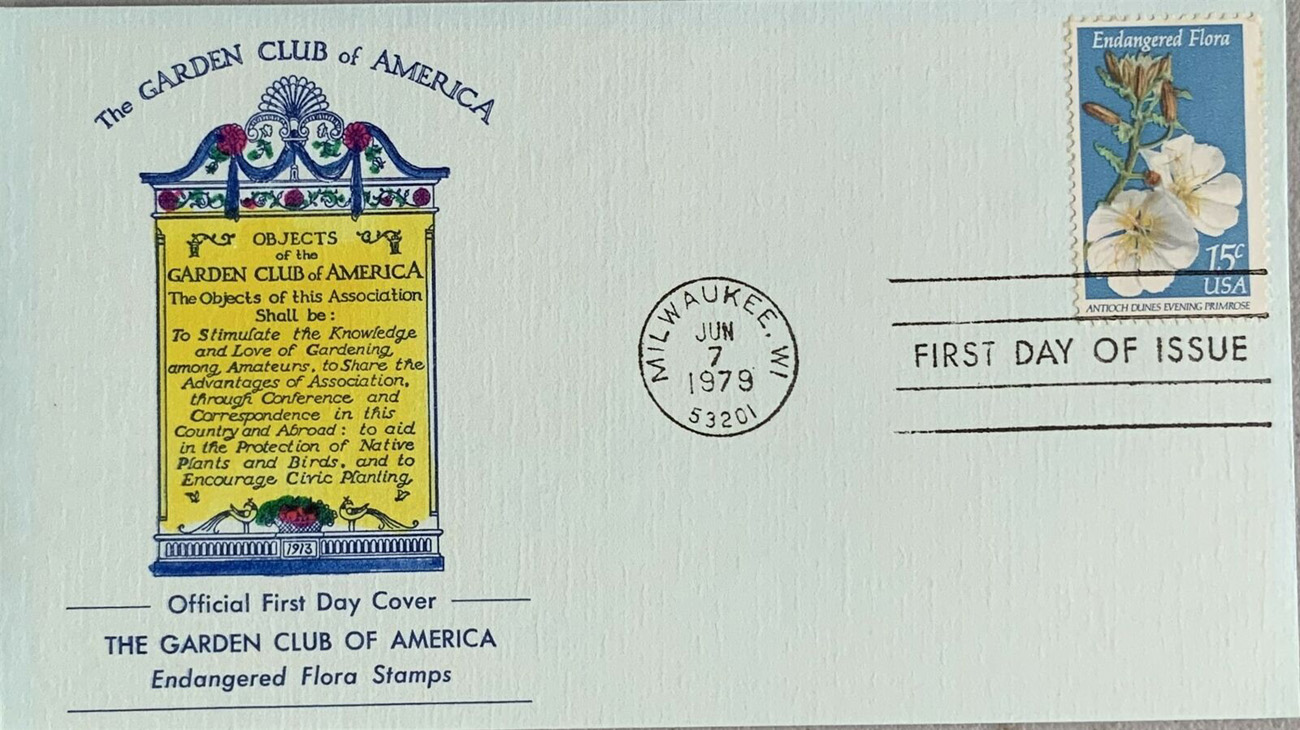 The GARDEN CLUB of AMERICA
OBJECTS
of the
GARDEN CLUB of AMERICA
The Objects of this Association
Shall be:
To Stimulate the Knowledge
and Love of Gardening
among, Amateurs, to Share the
Advantages of Association,
through Conference and
Correspondence in this
Country and Abroad: to aid
in the Protection of Native
Plants and Birds, and to
Encourage Civic Planting,
1913
Official First Day Cover
THE GARDEN CLUB OF AMERICA
Endangered Flora Stamps
MILWAUKEE, WI
JUN
7
1979
53201
Endangered Flora
15c
USA
ANTIOCH DUNES EVENING PRIMROSE
FIRST DAY OF ISSUE